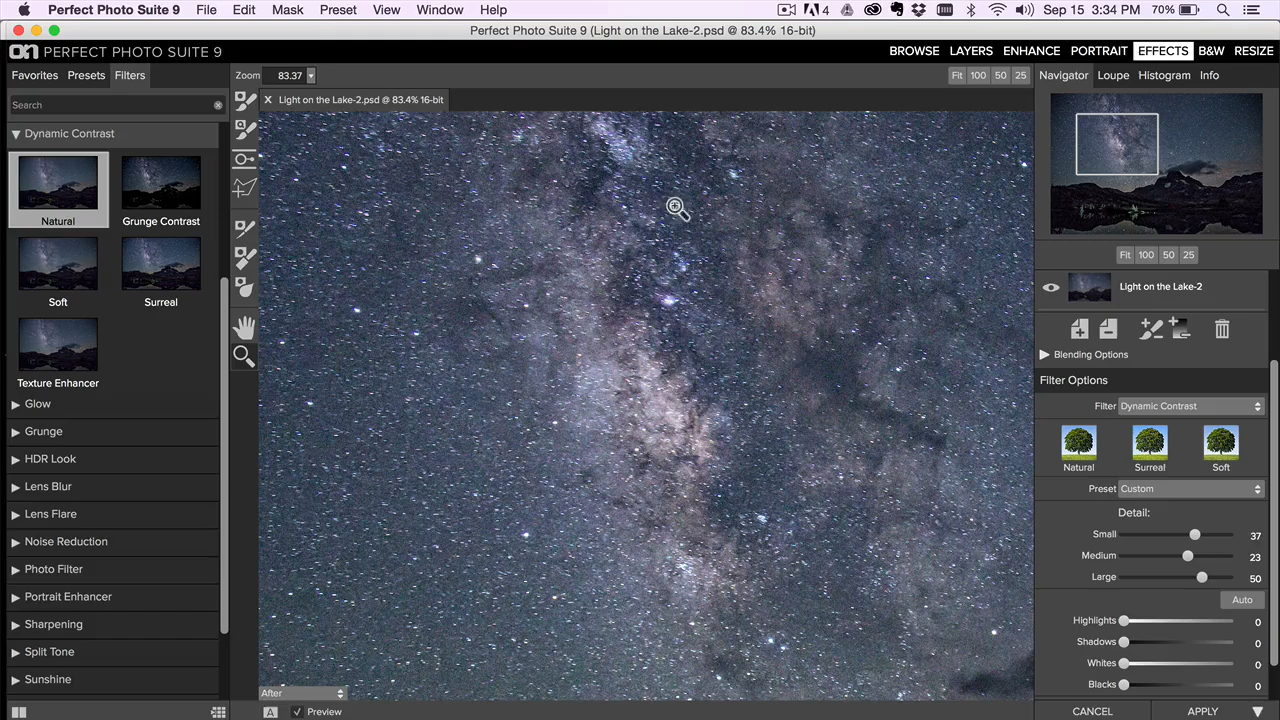 Perfect Photo Suite 9 File Edit Mask Preset View Window Help 4 Sep 15 3:34 PM 70%
PERFECT PHOTO SUITE 9 (Light on the Lake-2.psd @ 83.4% 16-bit)
on PERFECT PHOTO SUITE 9 BROWSE LAYERS ENHANCE PORTRAIT EFFECTS B&W RESIZE
Favorites Presets Filters Zoom 83.37 Fit 100 50 25 Navigator Loupe Histogram Info
Search
X Light on the Lake-2.psd @ 83.4% 16-bit
Dynamic Contrast
Natural Grunge Contrast
Soft Surreal
Texture Enhancer
Glow
Grunge
HDR Look
Lens Blur
Lens Flare
Noise Reduction
Photo Filter
Portrait Enhancer
Sharpening
Split Tone
Sunshine
After
A Preview
Fit 100 50 25
Light on the Lake-2
Blending Options
Filter Options
Filter Dynamic Contrast
Natural Surreal Soft
Preset Custom
Detail:
Small 37
Medium 23
Large 50
Auto
Highlights 0
Shadows 0
Whites 0
Blacks 0
CANCEL APPLY